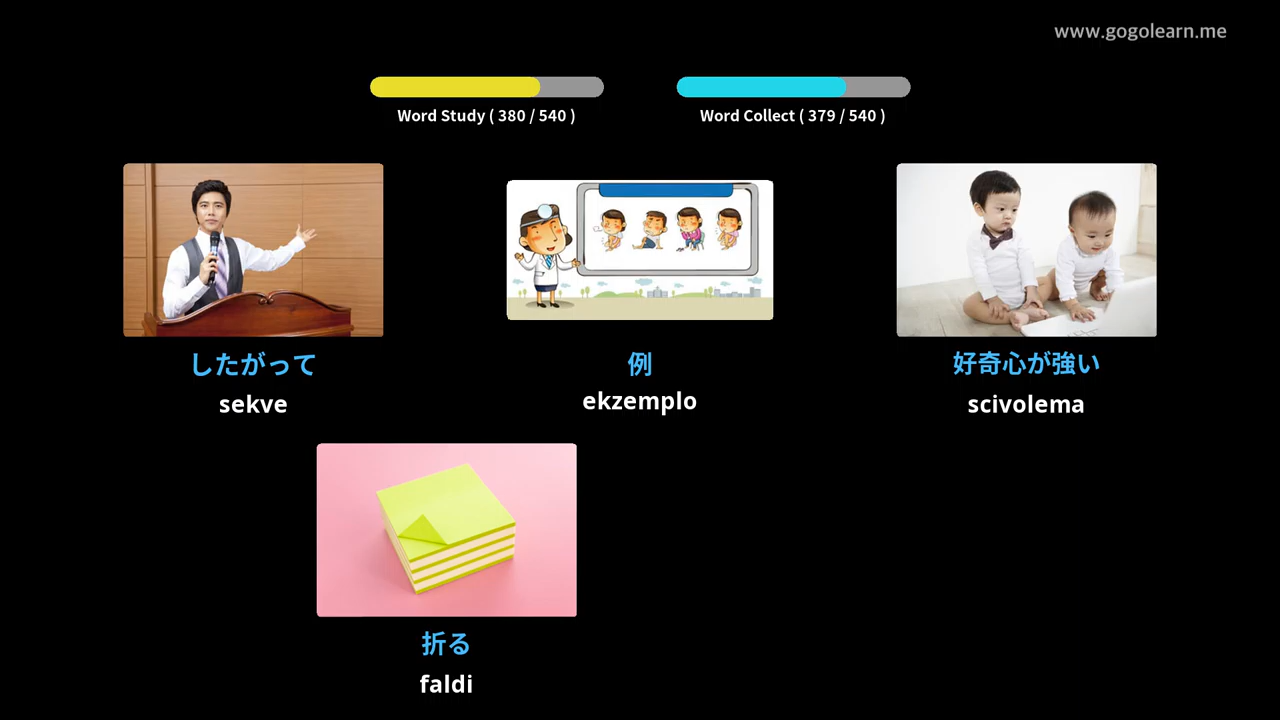 www.gogolearn.me
Word Study ( 380 / 540 )
Word Collect ( 379 / 540 )
したがって
sekve
例
ekzemplo
好奇心が強い
scivolema
折る
faldi